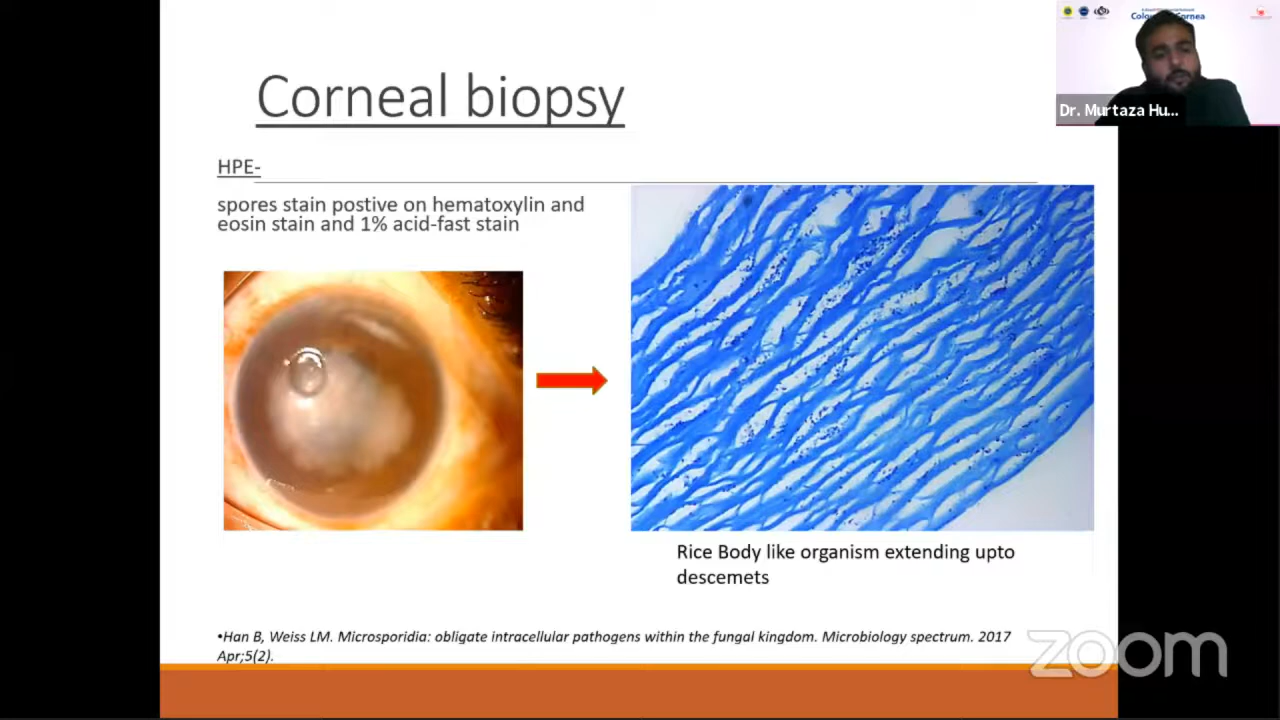 Corneal biopsy
HPE-
spores stain postive on hematoxylin and
eosin stain and 1% acid-fast stain
Rice Body like organism extending upto
descemets
•Han B, Weiss LM. Microsporidia: obligate intracellular pathogens within the fungal kingdom. Microbiology spectrum. 2017
Apr;5(2).
Dr. Murtaza Hu...
zoom